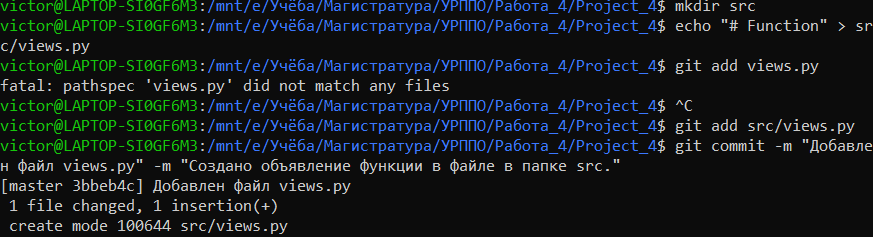 victor@LAPTOP-SI0GF6M3:/mnt/e/Учёба/Магистратура/УРППО/Работа_4/Project_4$ mkdir src
victor@LAPTOP-SI0GF6M3:/mnt/e/Учёба/Магистратура/УРППО/Работа_4/Project_4$ echo "# Function" > sr
c/views.py
victor@LAPTOP-SI0GF6M3:/mnt/e/Учёба/Магистратура/УРППО/Работа_4/Project_4$ git add views.py
fatal: pathspec 'views.py' did not match any files
victor@LAPTOP-SI0GF6M3:/mnt/e/Учёба/Магистратура/УРППО/Работа_4/Project_4$ ^C
victor@LAPTOP-SI0GF6M3:/mnt/e/Учёба/Магистратура/УРППО/Работа_4/Project_4$ git add src/views.py
victor@LAPTOP-SI0GF6M3:/mnt/e/Учёба/Магистратура/УРППО/Работа_4/Project_4$ git commit -m "Добавле
н файл views.py" -m "Создано объявление функции в файле в папке src."
[master 3bbeb4c] Добавлен файл views.py
 1 file changed, 1 insertion(+)
 create mode 100644 src/views.py